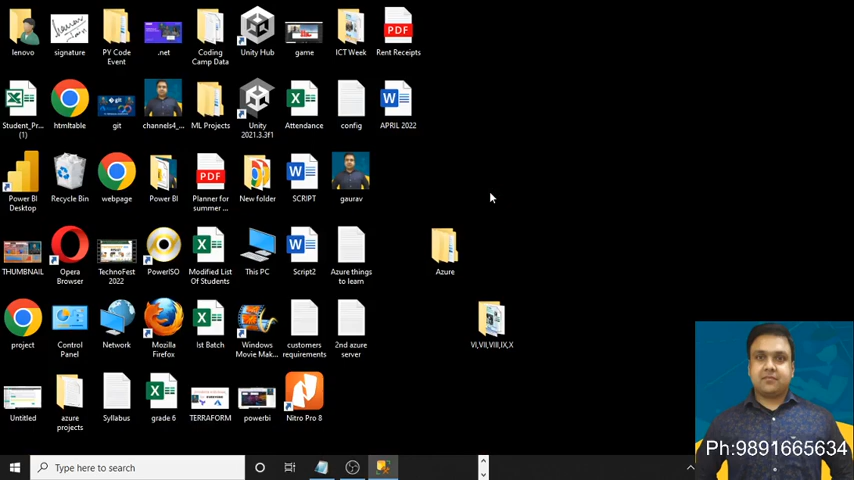 lenovo
signature
PY Code
Event
.net
Coding
Camp Data
Unity Hub
game
ICT Week
Rent Receipts
Student_Pr...
(1)
htmltable
git
channels4_...
ML Projects
Unity
2021.3.3f1
Attendance
config
APRIL 2022
Power BI
Desktop
Recycle Bin
webpage
Power BI
Planner for
summer ...
New folder
SCRIPT
gaurav
THUMBNAIL
Opera
Browser
TechnoFest
2022
PowerISO
Modified List
Of Students
This PC
Script2
Azure things
to learn
Azure
project
Control
Panel
Network
Mozilla
Firefox
Ist Batch
Windows
Movie Mak...
customers
requirements
2nd azure
server
VI,VII,VIII,IX,X
Untitled
azure
projects
Syllabus
grade 6
TERRAFORM
powerbi
Nitro Pro 8
PDF
PDF
git
Type here to search
Ph:9891665634